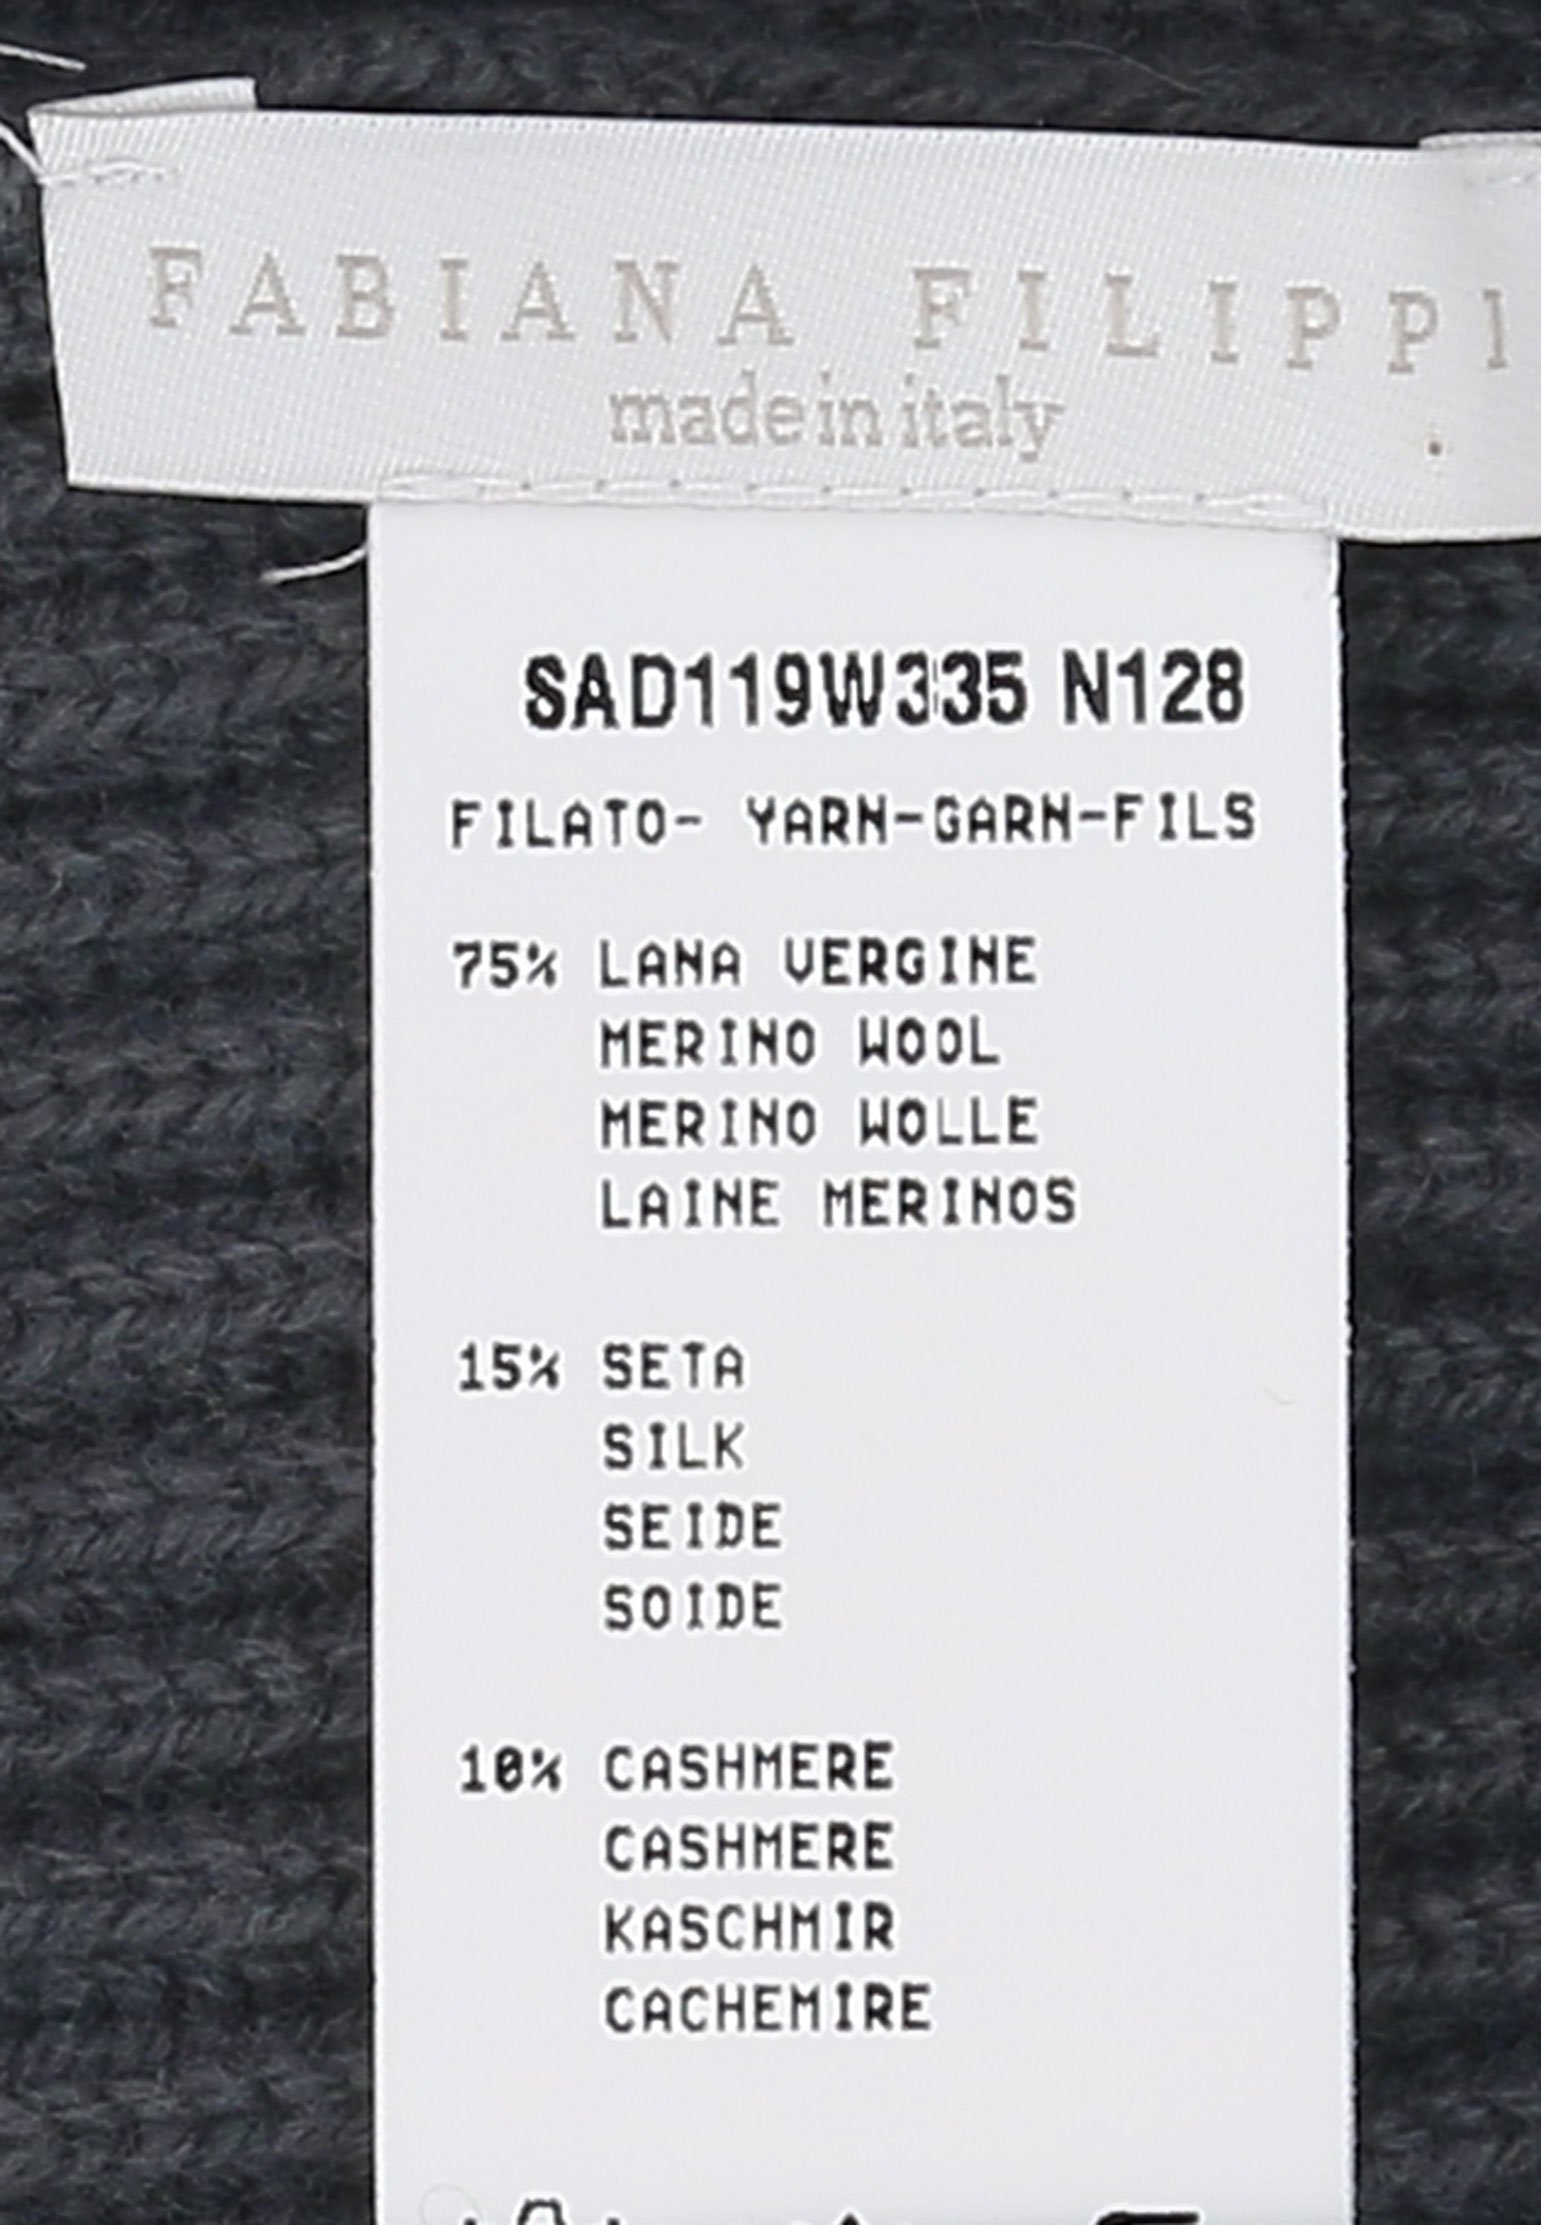 FABIANA FILIPPI
made in italy
SAD119W335 N128
FILATO- YARN-GARN-FILS
75% LANA VERGINE
MERINO WOOL
MERINO WOLLE
LAINE MERINOS
15% SETA
SILK
SEIDE
SOIDE
10% CASHMERE
CASHMERE
KASCHMIR
CACHEMIRE